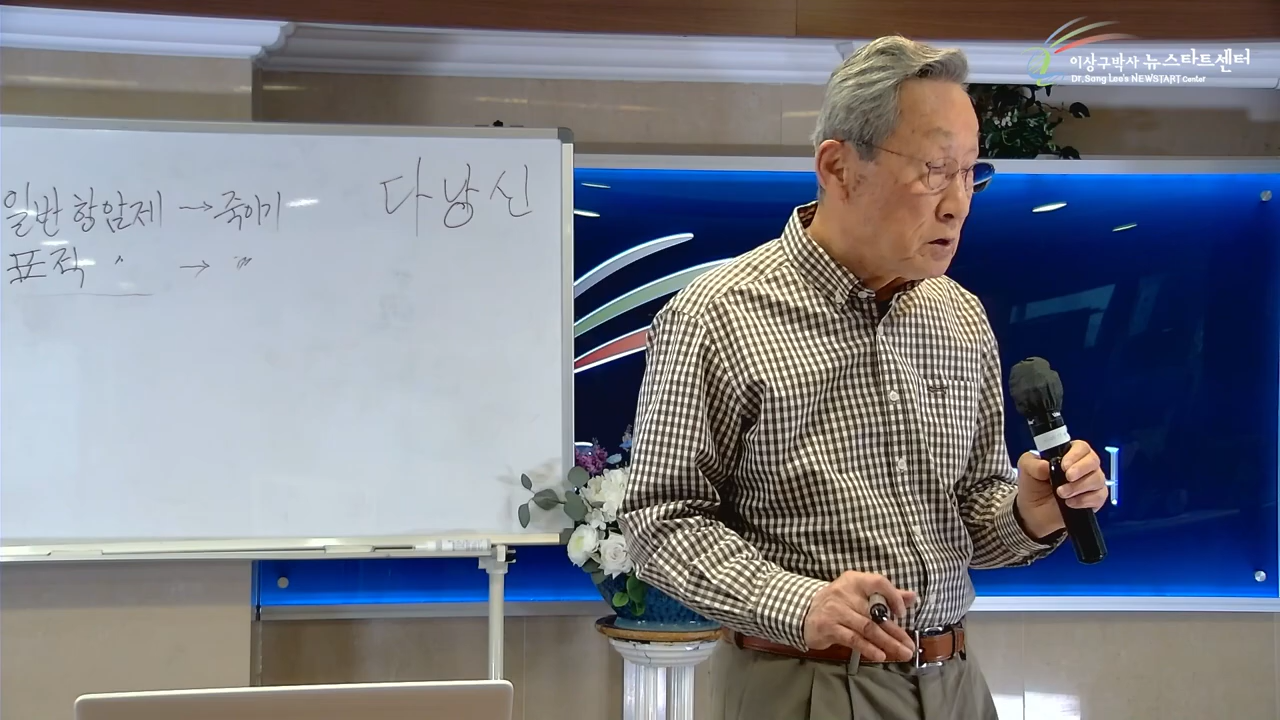 이상구박사 뉴스타트센터
Dr. Sang Lee's NEWSTART Center
일반 항암제 → 죽이기
다낭신
표적 〃 → 〃
H